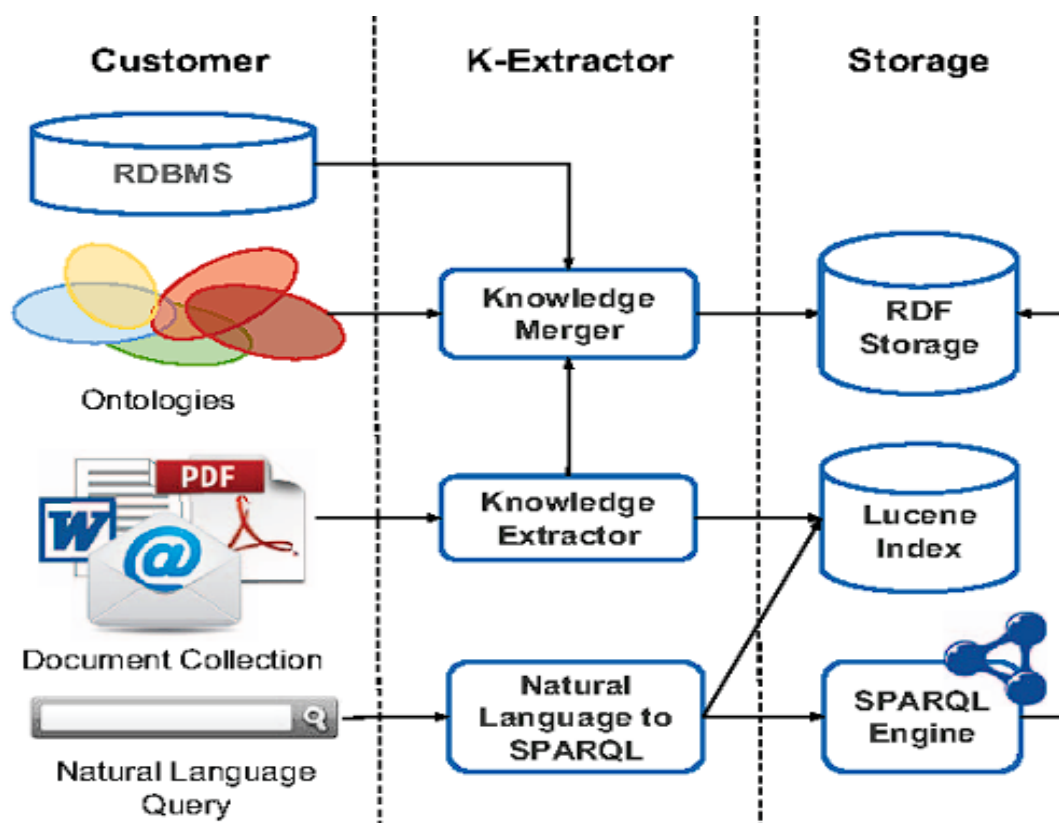 Customer
K-Extractor
Storage
RDBMS
Ontologies
Knowledge
Merger
RDF
Storage
W
PDF
@
Document Collection
Knowledge
Extractor
Lucene
Index
Natural Language
Query
Natural
Language to
SPARQL
SPARQL
Engine